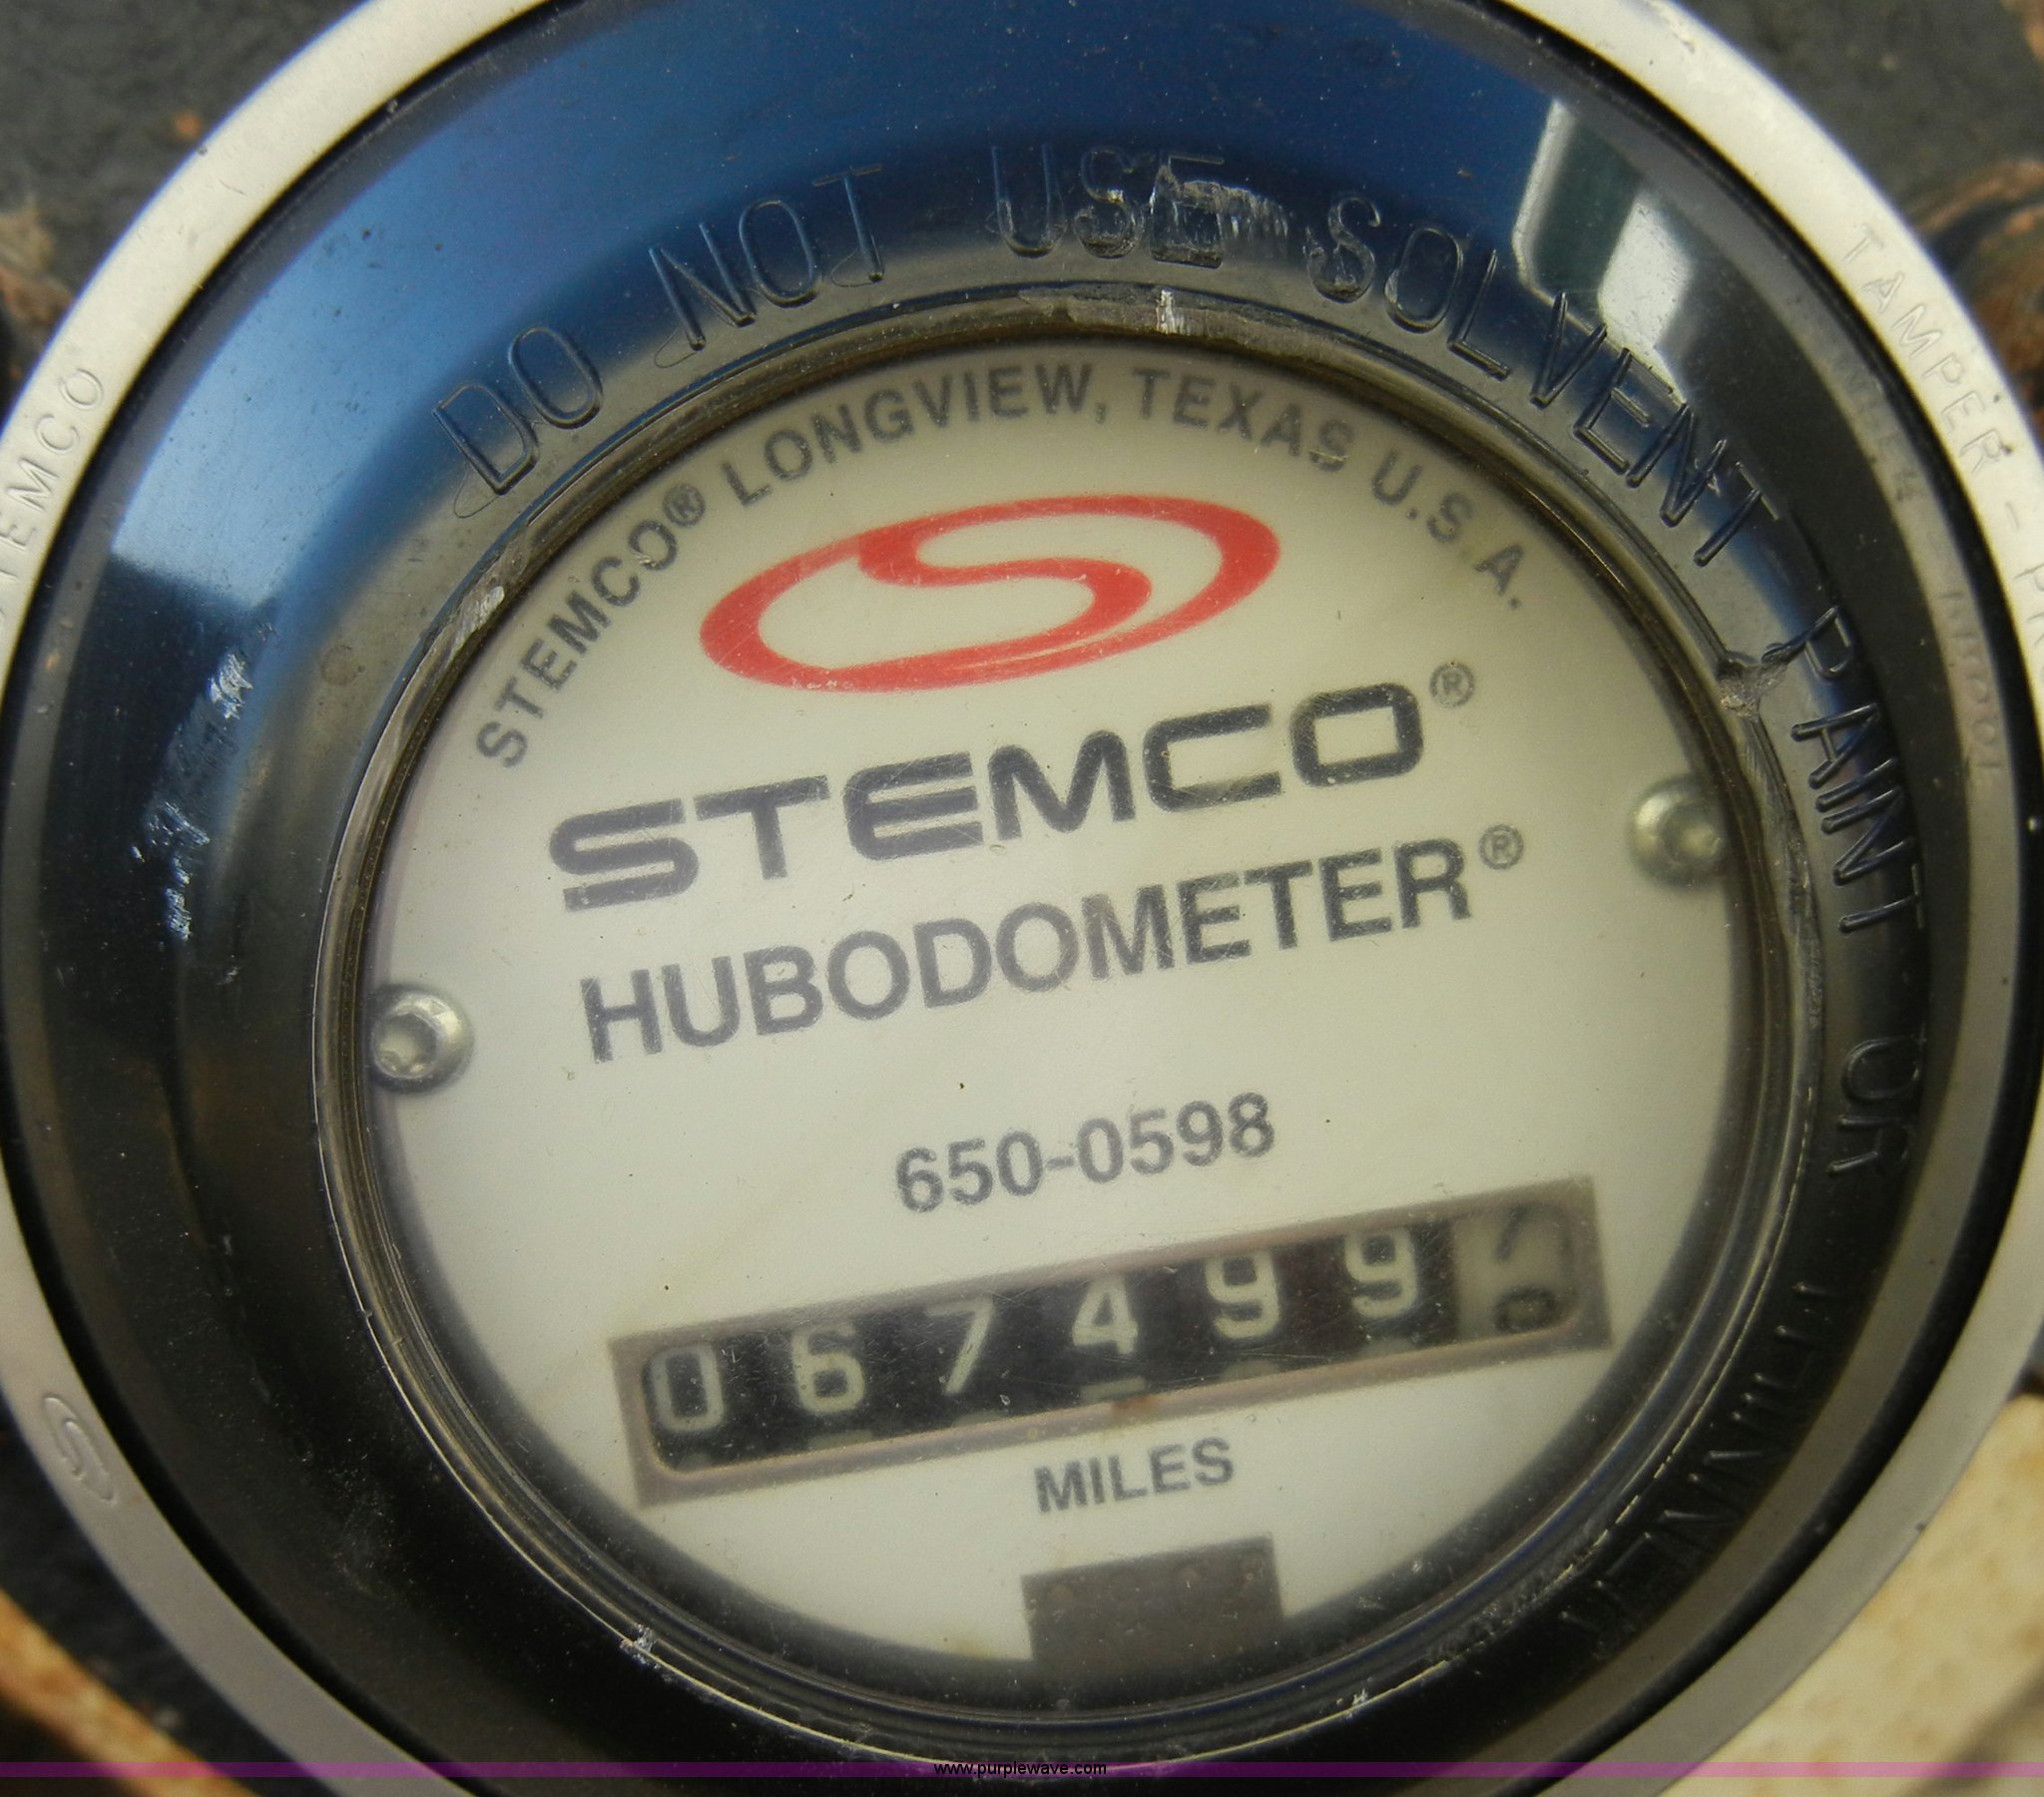 STEMCO
TAMPER -
DO NOT USE SOLVENT PAINT OR
STEMCO® LONGVIEW, TEXAS U.S.A.
STEMCO®
HUBODOMETER®
650-0598
067499
MILES
www.purplewave.com